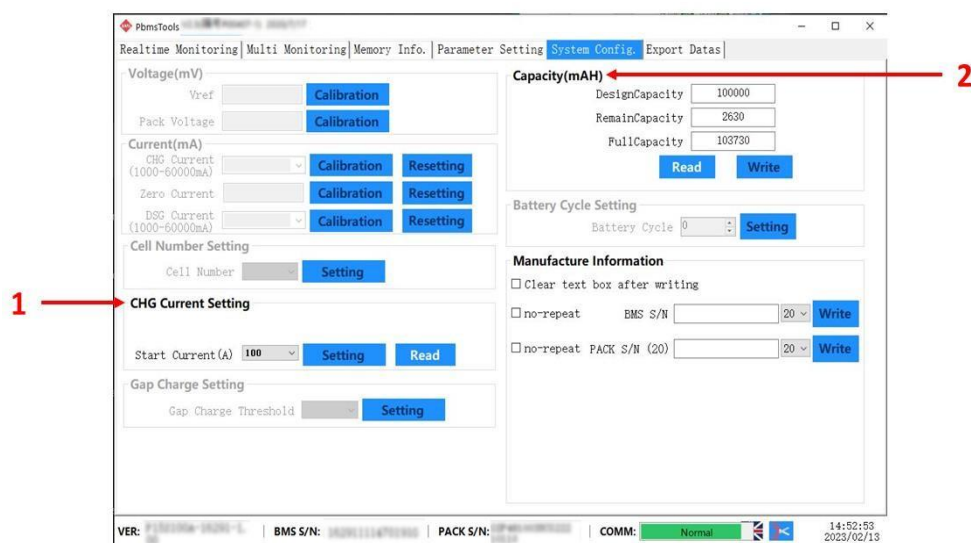 PbmsTools
Realtime Monitoring Multi Monitoring Memory Info. Parameter Setting System Config. Export Datas
Voltage(mV)
Vref Calibration
Pack Voltage Calibration
Current(mA)
CHG Current
(1000-60000mA) Calibration Resetting
Zero Current Calibration Resetting
DSG Current
(1000-60000mA) Calibration Resetting
Cell Number Setting
Cell Number Setting
1
CHG Current Setting
Start Current(A) 100 Setting Read
Gap Charge Setting
Gap Charge Threshold Setting
Capacity(mAH)
2
DesignCapacity 100000
RemainCapacity 2630
FullCapacity 103730
Read Write
Battery Cycle Setting
Battery Cycle 0 Setting
Manufacture Information
Clear text box after writing
no-repeat BMS S/N 20 Write
no-repeat PACK S/N (20) 20 Write
VER: BMS S/N: PACK S/N: COMM: Normal
14:52:53
2023/02/13